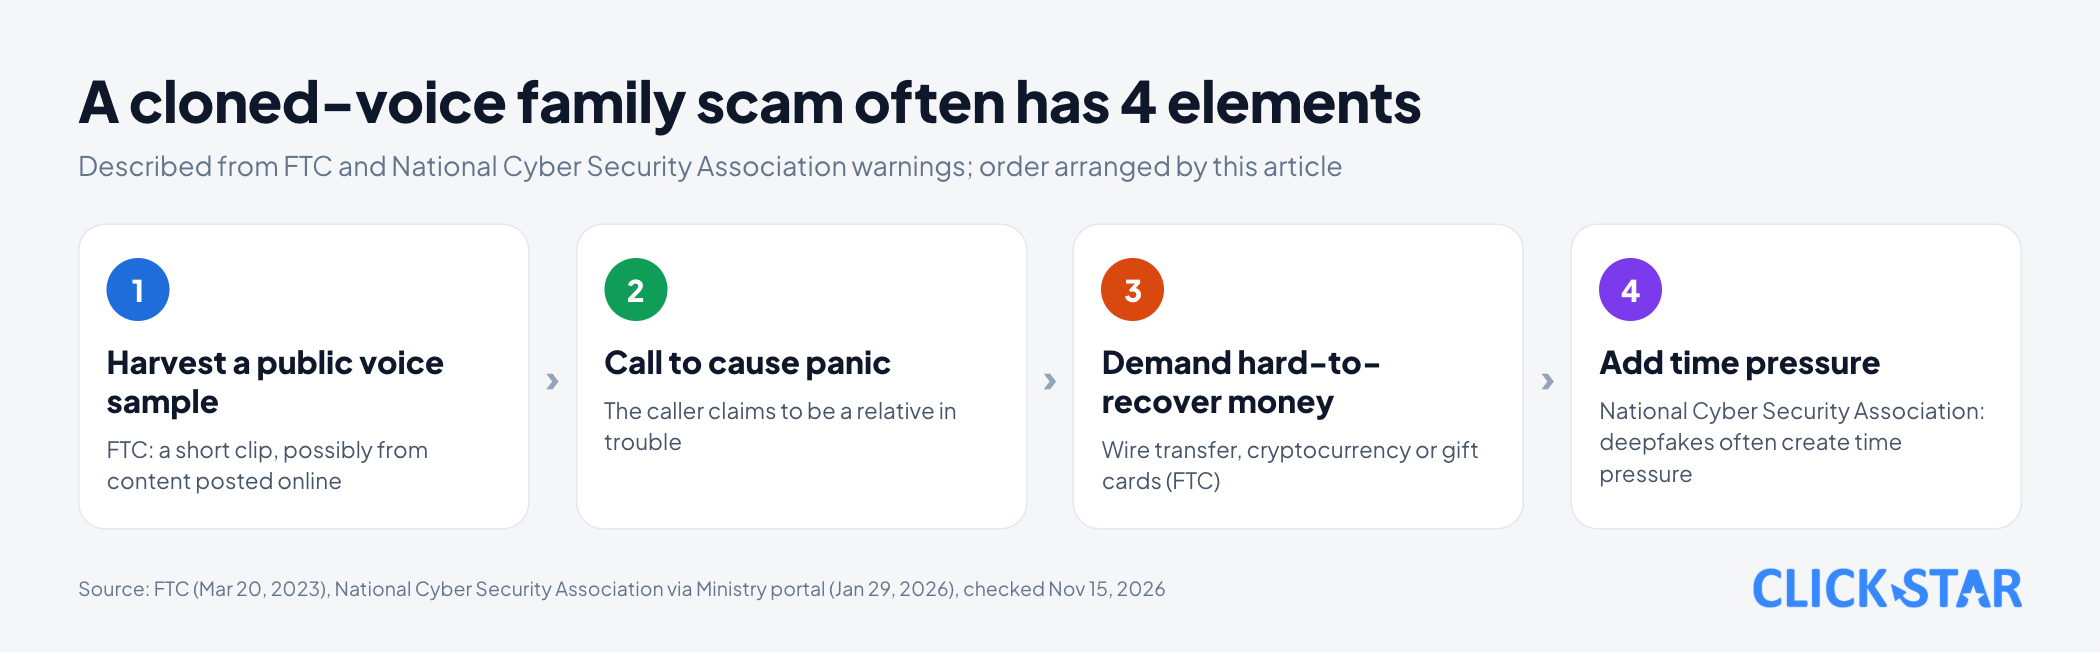 A cloned-voice family scam often has 4 elements
Described from FTC and National Cyber Security Association warnings; order arranged by this article
1
Harvest a public voice
sample
FTC: a short clip, possibly from
content posted online
›
2
Call to cause panic
The caller claims to be a relative in
trouble
›
3
Demand hard-to-
recover money
Wire transfer, cryptocurrency or gift
cards (FTC)
›
4
Add time pressure
National Cyber Security Association:
deepfakes often create time
pressure
Source: FTC (Mar 20, 2023), National Cyber Security Association via Ministry portal (Jan 29, 2026), checked Nov 15, 2026
CLICKSTAR